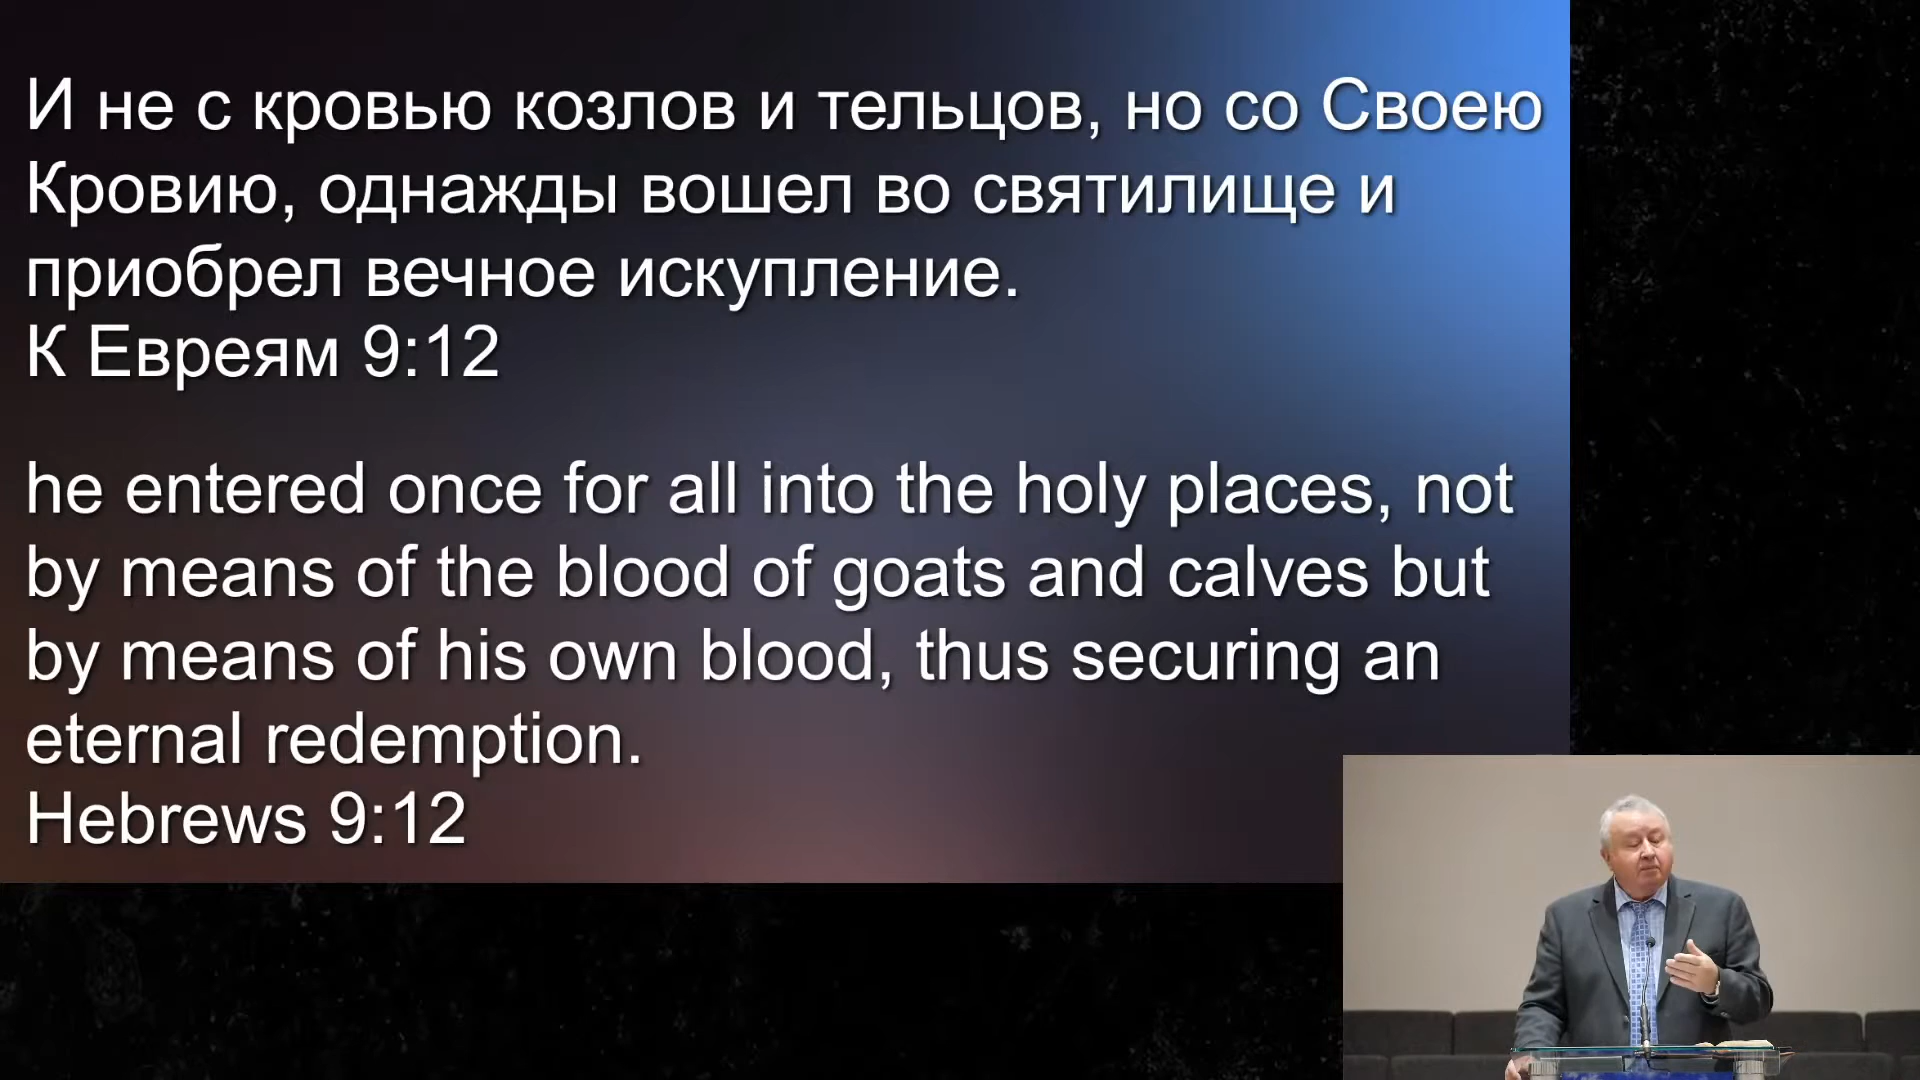 И не с кровью козлов и тельцов, но со Своею
Кровию, однажды вошел во святилище и
приобрел вечное искупление.
К Евреям 9:12
he entered once for all into the holy places, not
by means of the blood of goats and calves but
by means of his own blood, thus securing an
eternal redemption.
Hebrews 9:12